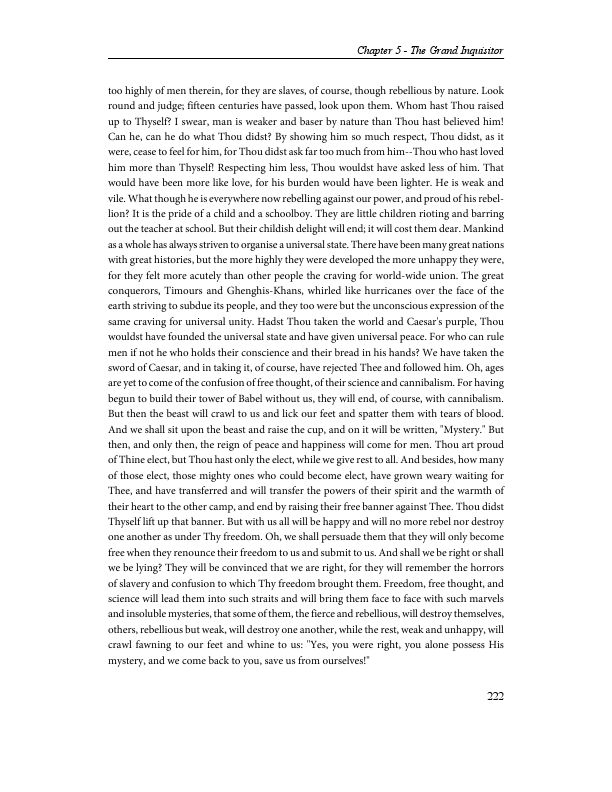 Chapter 5 - The Grand Inquisitor
too highly of men therein, for they are slaves, of course, though rebellious by nature. Look
round and judge; fifteen centuries have passed, look upon them. Whom hast Thou raised
up to Thyself? I swear, man is weaker and baser by nature than Thou hast believed him!
Can he, can he do what Thou didst? By showing him so much respect, Thou didst, as it
were, cease to feel for him, for Thou didst ask far too much from him--Thou who hast loved
him more than Thyself! Respecting him less, Thou wouldst have asked less of him. That
would have been more like love, for his burden would have been lighter. He is weak and
vile. What though he is everywhere now rebelling against our power, and proud of his rebel-
lion? It is the pride of a child and a schoolboy. They are little children rioting and barring
out the teacher at school. But their childish delight will end; it will cost them dear. Mankind
as a whole has always striven to organise a universal state. There have been many great nations
with great histories, but the more highly they were developed the more unhappy they were,
for they felt more acutely than other people the craving for world-wide union. The great
conquerors, Timours and Ghenghis-Khans, whirled like hurricanes over the face of the
earth striving to subdue its people, and they too were but the unconscious expression of the
same craving for universal unity. Hadst Thou taken the world and Caesar's purple, Thou
wouldst have founded the universal state and have given universal peace. For who can rule
men if not he who holds their conscience and their bread in his hands? We have taken the
sword of Caesar, and in taking it, of course, have rejected Thee and followed him. Oh, ages
are yet to come of the confusion of free thought, of their science and cannibalism. For having
begun to build their tower of Babel without us, they will end, of course, with cannibalism.
But then the beast will crawl to us and lick our feet and spatter them with tears of blood.
And we shall sit upon the beast and raise the cup, and on it will be written, "Mystery." But
then, and only then, the reign of peace and happiness will come for men. Thou art proud
of Thine elect, but Thou hast only the elect, while we give rest to all. And besides, how many
of those elect, those mighty ones who could become elect, have grown weary waiting for
Thee, and have transferred and will transfer the powers of their spirit and the warmth of
their heart to the other camp, and end by raising their free banner against Thee. Thou didst
Thyself lift up that banner. But with us all will be happy and will no more rebel nor destroy
one another as under Thy freedom. Oh, we shall persuade them that they will only become
free when they renounce their freedom to us and submit to us. And shall we be right or shall
we be lying? They will be convinced that we are right, for they will remember the horrors
of slavery and confusion to which Thy freedom brought them. Freedom, free thought, and
science will lead them into such straits and will bring them face to face with such marvels
and insoluble mysteries, that some of them, the fierce and rebellious, will destroy themselves,
others, rebellious but weak, will destroy one another, while the rest, weak and unhappy, will
crawl fawning to our feet and whine to us: "Yes, you were right, you alone possess His
mystery, and we come back to you, save us from ourselves!"
222